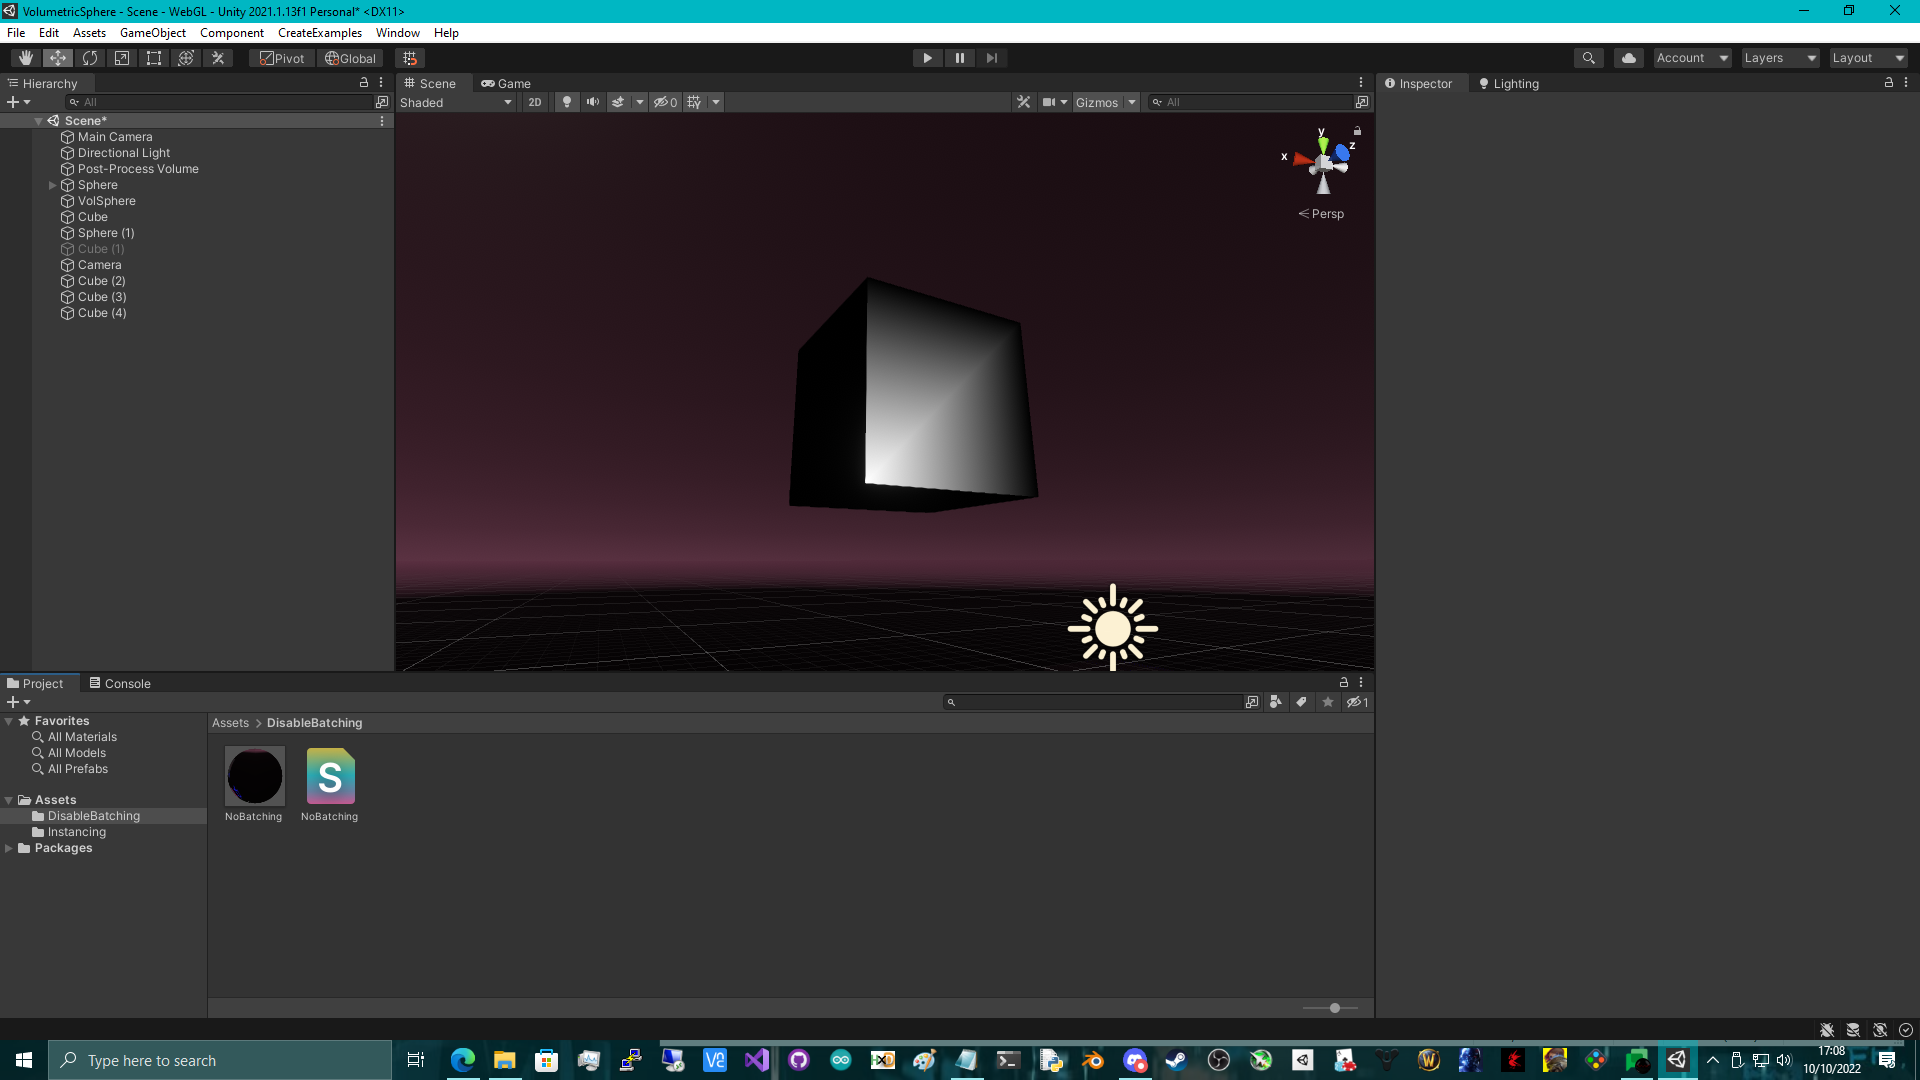 VolumetricSphere - Scene - WebGL - Unity 2021.1.13f1 Personal* <DX11>
File Edit Assets GameObject Component CreateExamples Window Help
Pivot Global Account Layers Layout
Hierarchy
All
Scene*
Main Camera
Directional Light
Post-Process Volume
Sphere
VolSphere
Cube
Sphere (1)
Cube (1)
Camera
Cube (2)
Cube (3)
Cube (4)
Scene Game
Shaded 2D 0 Gizmos All
y
x
z
Persp
Inspector Lighting
Project Console
1
Favorites
All Materials
All Models
All Prefabs
Assets
DisableBatching
Instancing
Packages
Assets > DisableBatching
S
NoBatching NoBatching
Type here to search
17:08
10/10/2022